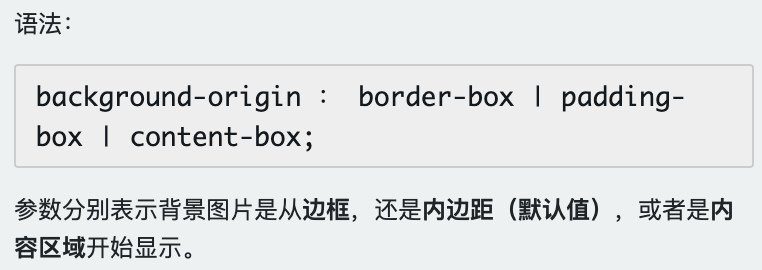 语法：
background-origin ： border-box | padding-
box | content-box;
参数分别表示背景图片是从边框，还是内边距（默认值），或者是内
容区域开始显示。